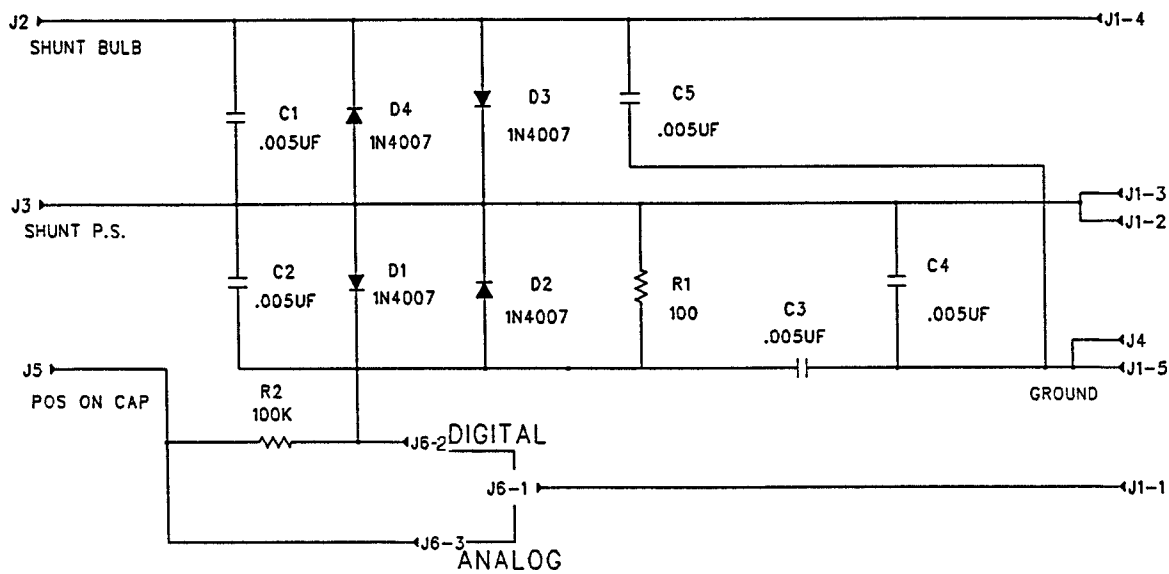 J2
J1-4
SHUNT BULB
C1
.005UF
D4
1N4007
D3
1N4007
C5
.005UF
J3
J1-3
J1-2
SHUNT P.S.
C2
.005UF
D1
1N4007
D2
1N4007
R1
100
C4
.005UF
C3
.005UF
J4
J1-5
GROUND
J5
POS ON CAP
R2
100K
J6-2
DIGITAL
J6-1
J1-1
J6-3
ANALOG